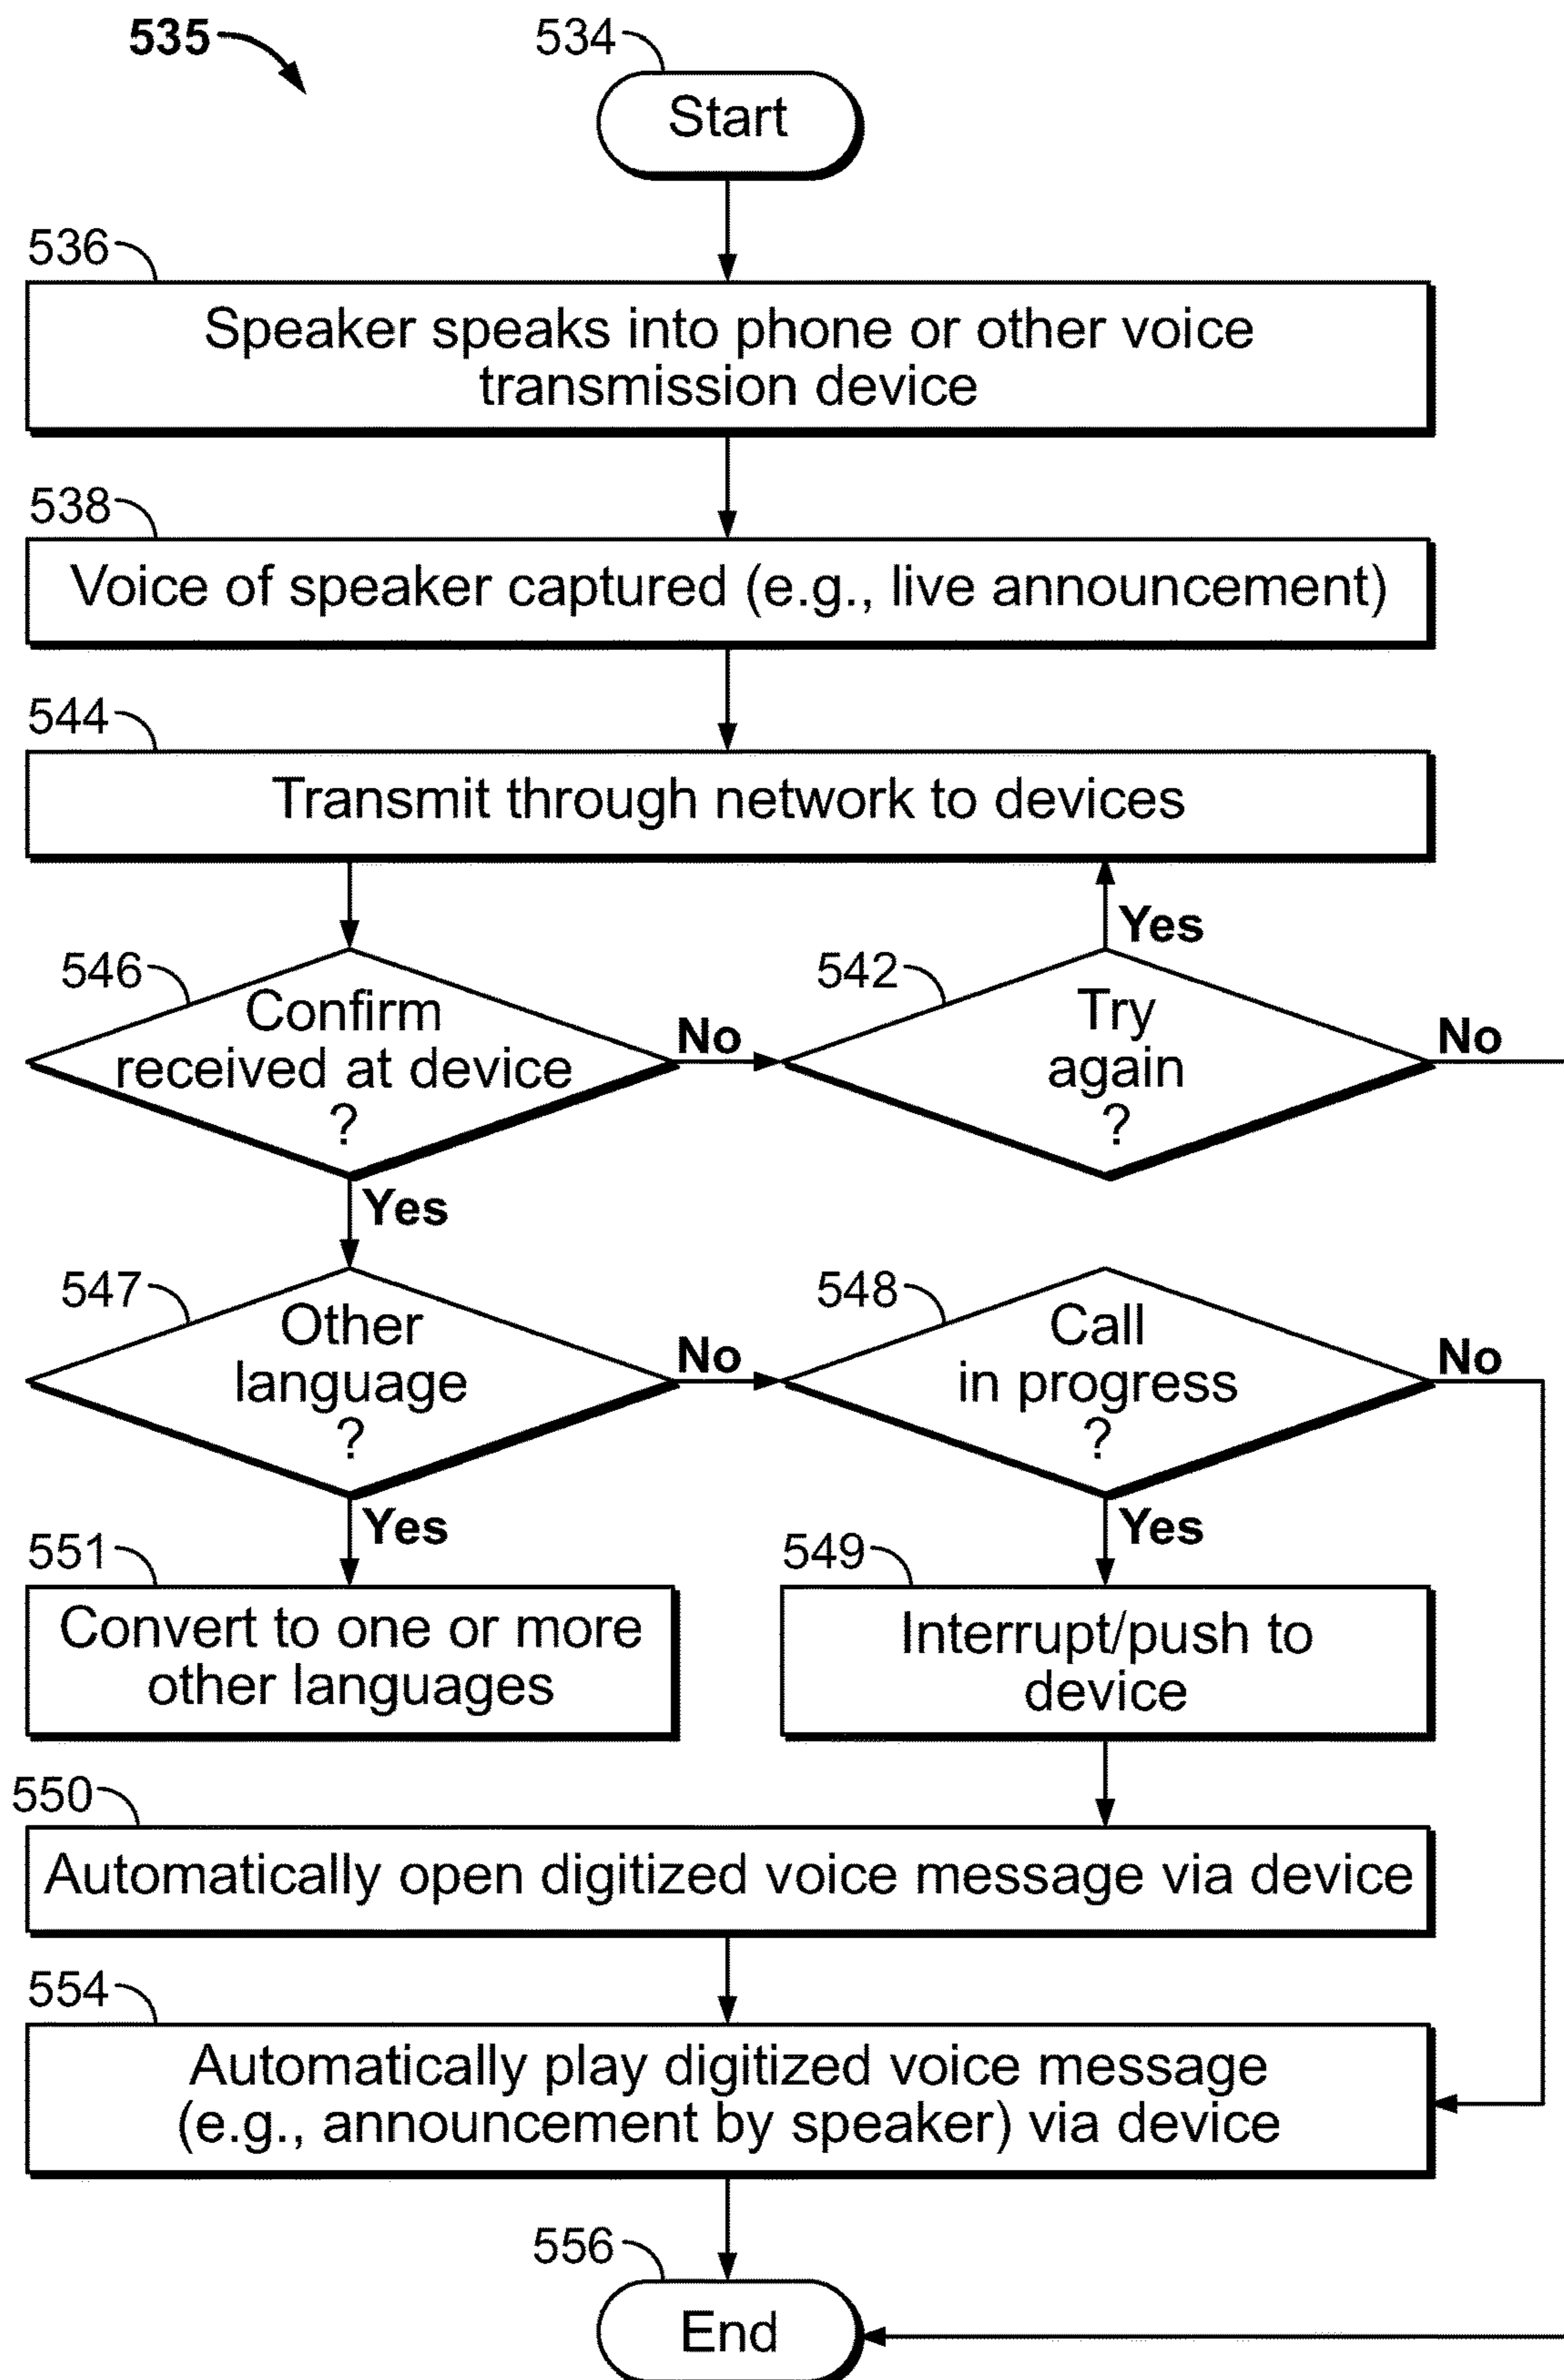 535
534
Start
536
Speaker speaks into phone or other voice
transmission device
538
Voice of speaker captured (e.g., live announcement)
544
Transmit through network to devices
Yes
546
Confirm
received at device
?
No
542
Try
again
?
No
Yes
547
Other
language
?
No
548
Call
in progress
?
No
Yes
Yes
551
Convert to one or more
other languages
549
Interrupt/push to
device
550
Automatically open digitized voice message via device
554
Automatically play digitized voice message
(e.g., announcement by speaker) via device
556
End